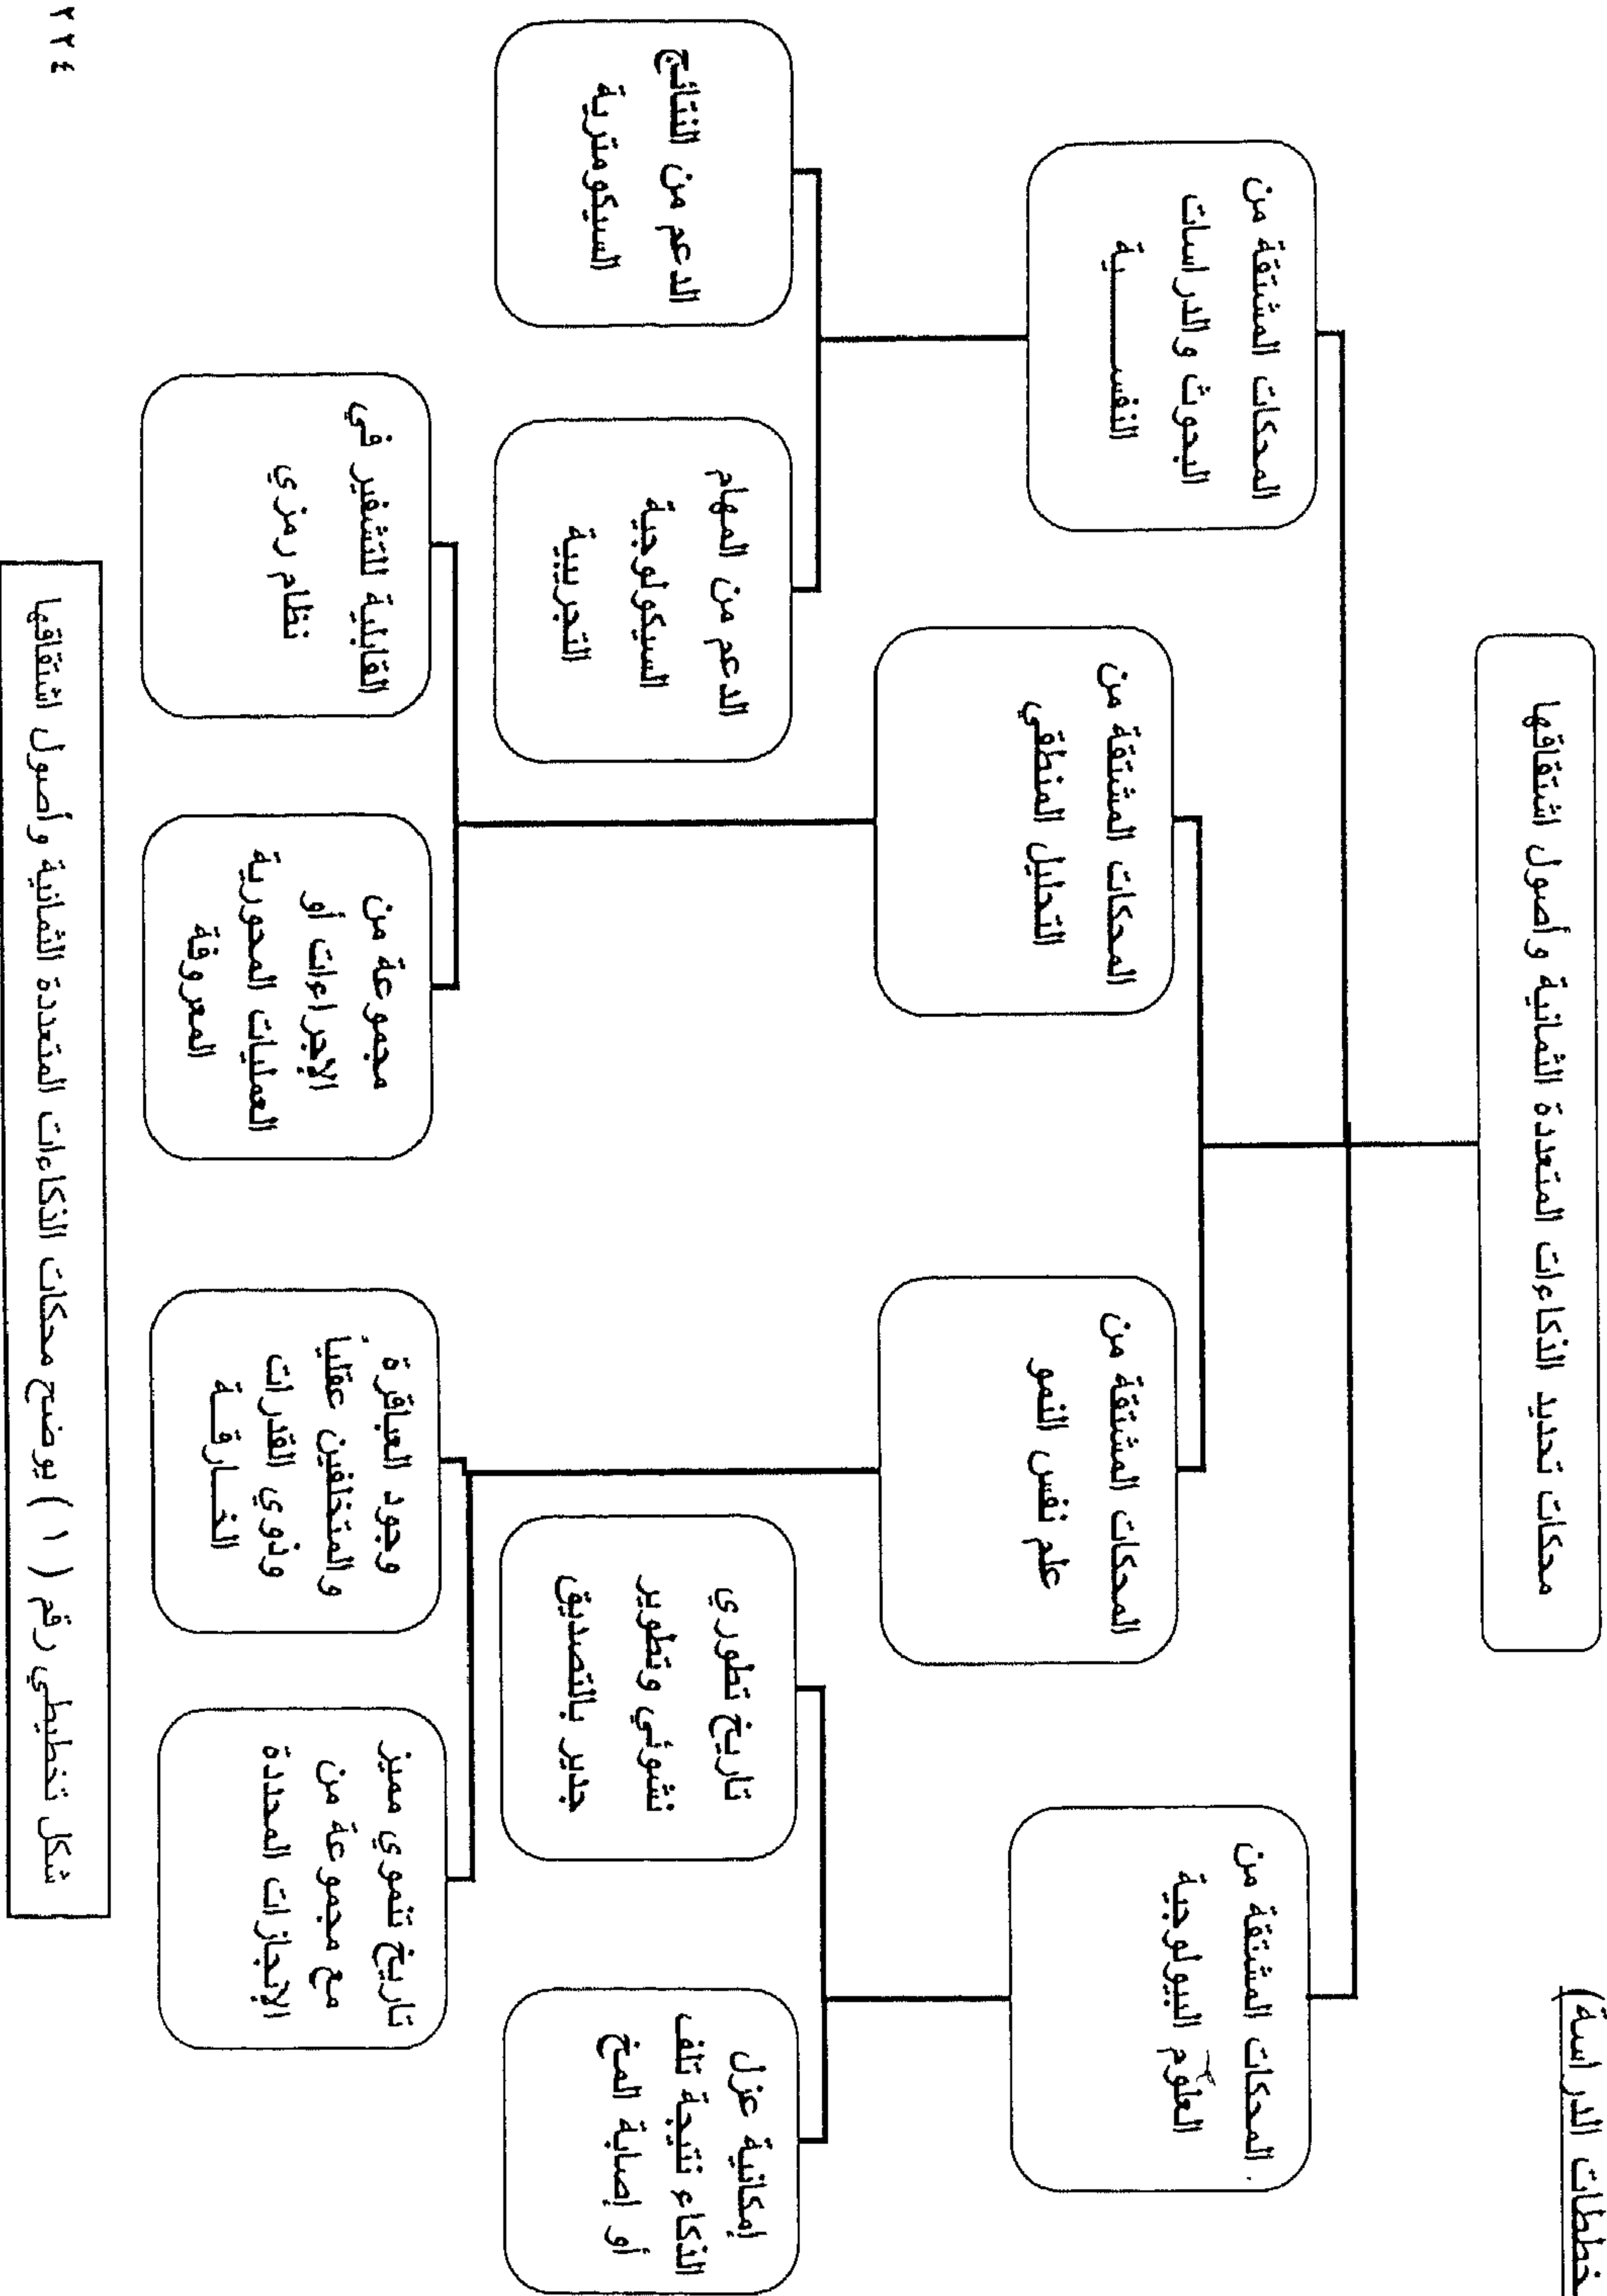 خططات الدراسة)
محكات تحديد الذكاءات المتعددة الثمانية وأصول اشتقاقها
المحكات المشتقة من
العلوم البيولوجية
المحكات المشتقة من
البحوث والدراسات
النفســـــية
المحكات المشتقة من
علم نفس النمو
المحكات المشتقة من
التحليل المنطقي
إمكانية عزل
الذكاء نتيجة تلف
أو إصابة المخ
تاريخ تطوري
نشوئي وتطوير
جدير بالتصديق
الدعم من المهام
السيكولوجية
التجريبية
الدعم من النتائج
السيكومترية
تاريخ تنموي مميز
مع مجموعة من
الإنجازات المحددة
وجود العباقرة
والمتخلفين عقلياً
وذوي القدرات
الخــارقــة
مجموعة من
الإجراءات أو
العمليات المحورية
المعروفة
القابلية للتشفير في
نظام رمزي
شكل تخطيطي رقم ( ١ ) يوضح محكات الذكاءات المتعددة الثمانية وأصول اشتقاقها
٢٢٤